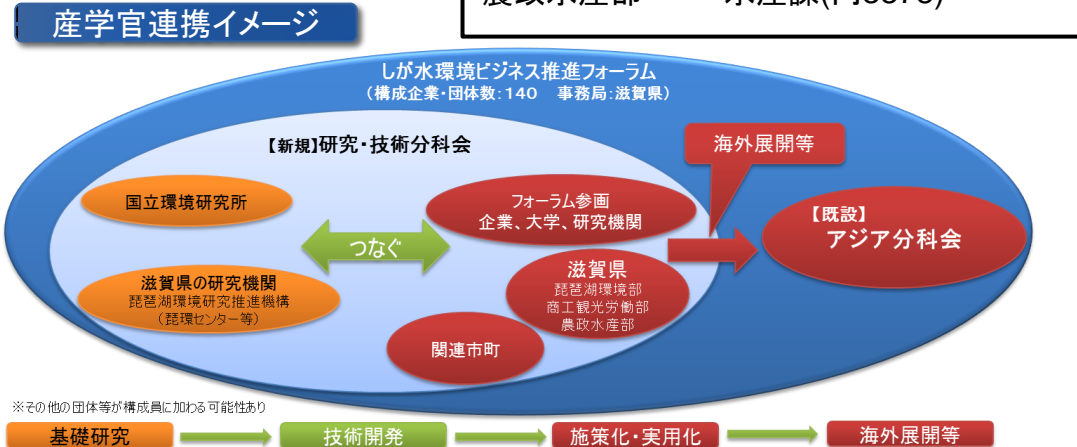 産学官連携イメージ
しが水環境ビジネス推進フォーラム
(構成企業・団体数:140 事務局:滋賀県)
【新規】研究・技術分科会
海外展開等
国立環境研究所
フォーラム参画
企業、大学、研究機関
【既設】
アジア分科会
つなぐ
滋賀県の研究機関
琵琶湖環境研究推進機構
(琵環センター等)
滋賀県
琵琶湖環境部
商工観光労働部
農政水産部
関連市町
※その他の団体等が構成員に加わる可能性あり
基礎研究
技術開発
施策化・実用化
海外展開等